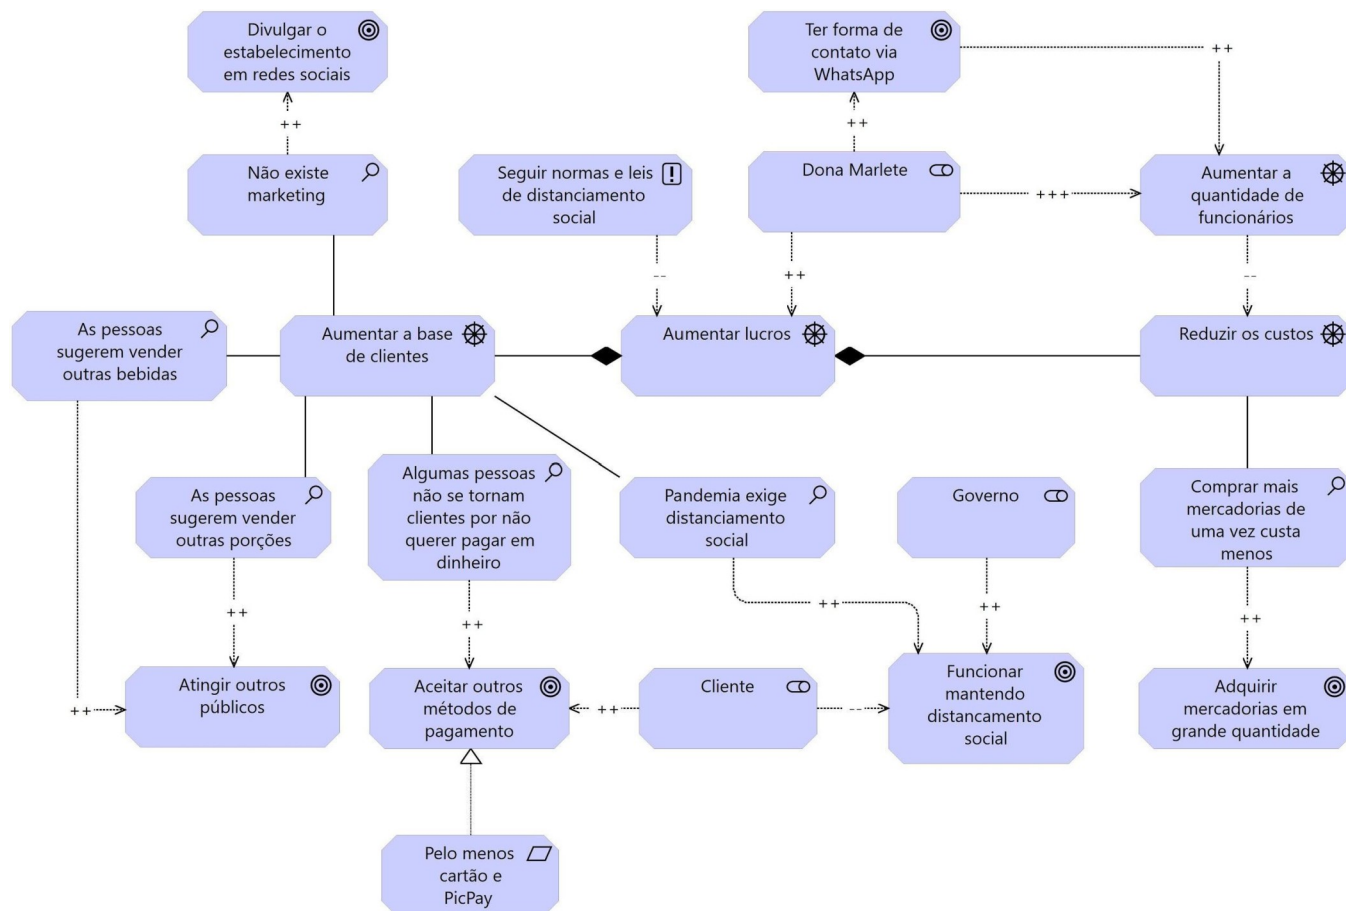 Divulgar o
estabelecimento
em redes sociais
Ter forma de
contato via
WhatsApp
++
++
++
Não existe
marketing
Seguir normas e leis
de distanciamento
social
Dona Marlete
+++
Aumentar a
quantidade de
funcionários
--
++
--
As pessoas
sugerem vender
outras bebidas
Aumentar a base
de clientes
Aumentar lucros
Reduzir os custos
As pessoas
sugerem vender
outras porções
Algumas pessoas
não se tornam
clientes por não
querer pagar em
dinheiro
Pandemia exige
distanciamento
social
Governo
Comprar mais
mercadorias de
uma vez custa
menos
++
++
++
++
++
Atingir outros
públicos
Aceitar outros
métodos de
pagamento
Cliente
Funcionar
mantendo
distancamento
social
Adquirir
mercadorias em
grande quantidade
++
++
--
Pelo menos
cartão e
PicPay